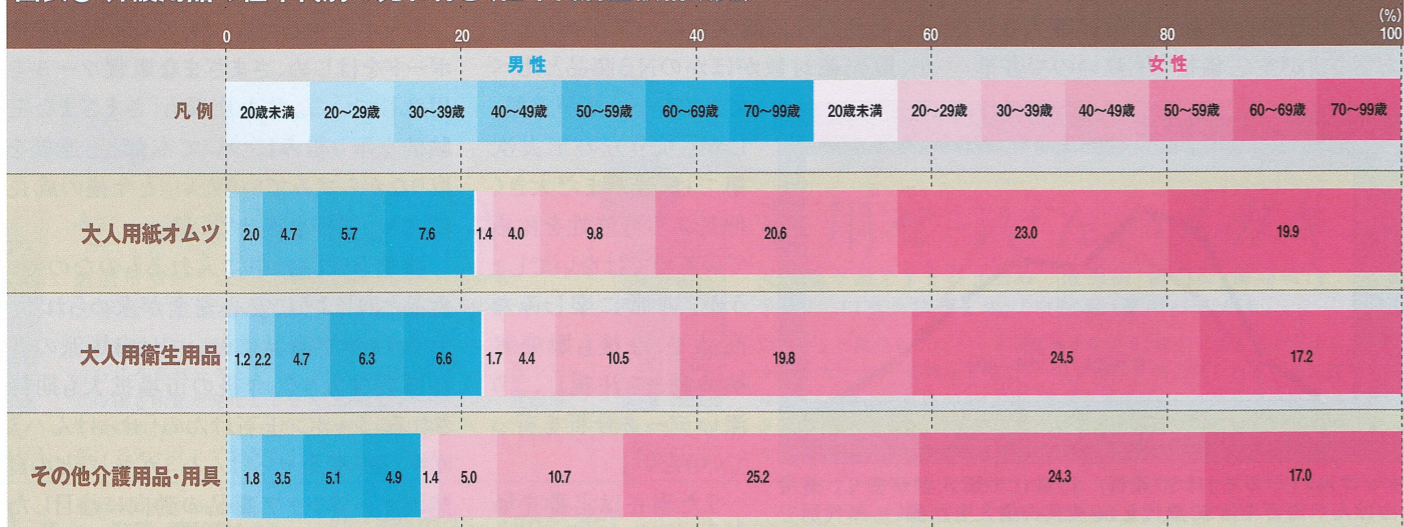 (%)
0 20 40 60 80 100
男性 女性
凡例 20歳未満 20～29歳 30～39歳 40～49歳 50～59歳 60～69歳 70～99歳 20歳未満 20～29歳 30～39歳 40～49歳 50～59歳 60～69歳 70～99歳
大人用紙オムツ 2.0 4.7 5.7 7.6 1.4 4.0 9.8 20.6 23.0 19.9
大人用衛生用品 1.2 2.2 4.7 6.3 6.6 1.7 4.4 10.5 19.8 24.5 17.2
その他介護用品・用具 1.8 3.5 5.1 4.9 1.4 5.0 10.7 25.2 24.3 17.0